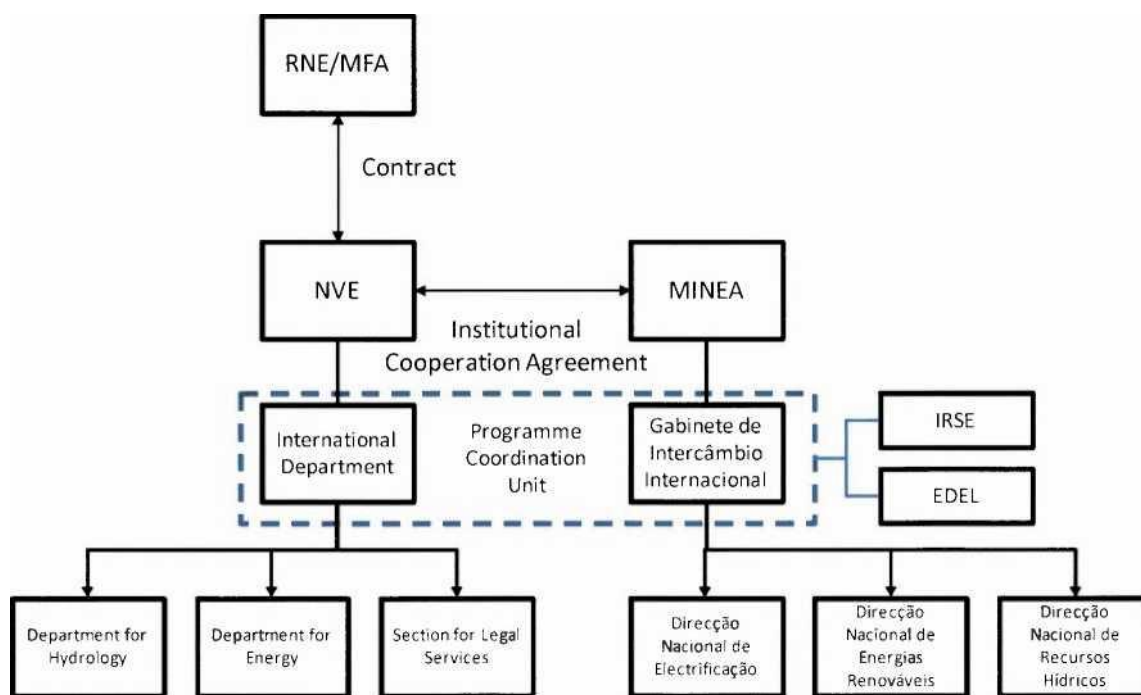 RNE/MFA
Contract
NVE
MINEA
Institutional
Cooperation Agreement
International
Department
Programme
Coordination
Unit
Gabinete de
Intercâmbio
Internacional
IRSE
EDEL
Department for
Hydrology
Department for
Energy
Section for Legal
Services
Direcção
Nacional de
Electrificação
Direcção
Nacional de
Energias
Renováveis
Direcção
Nacional de
Recursos
Hídricos